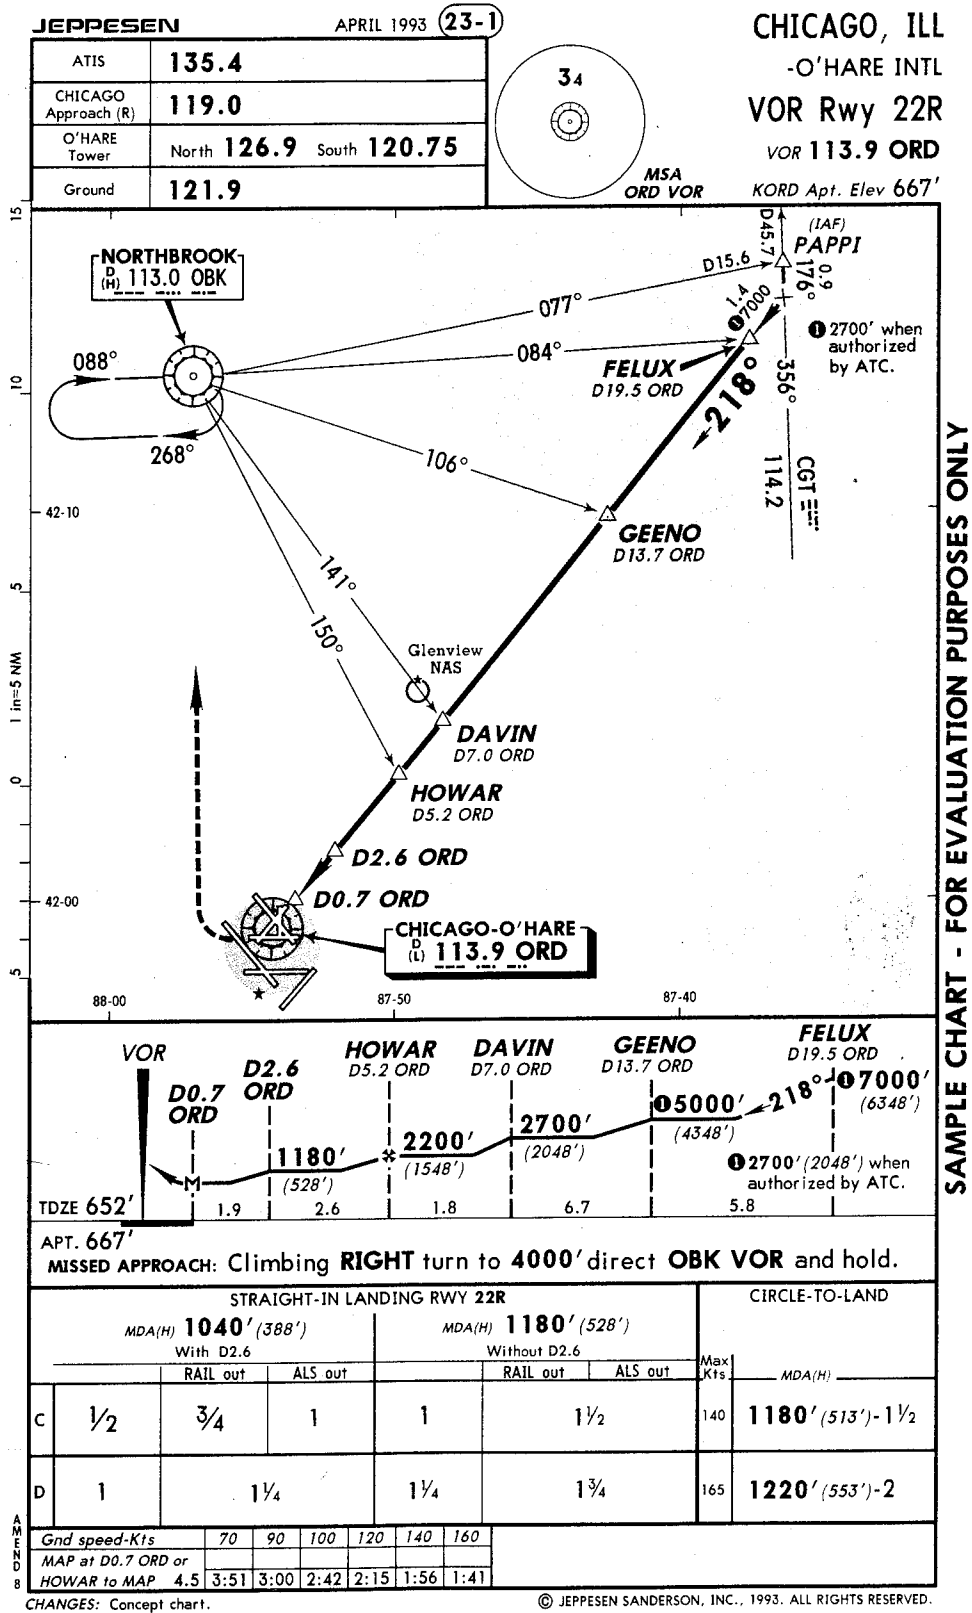 JEPPESEN APRIL 1993 23-1
CHICAGO, ILL
-O'HARE INTL
VOR Rwy 22R
VOR 113.9 ORD
KORD Apt. Elev 667'
ATIS 135.4
CHICAGO Approach (R) 119.0
O'HARE Tower North 126.9 South 120.75
Ground 121.9
34
MSA
ORD VOR
15
NORTHBROOK
D
(H) 113.0 OBK
D45.7
(IAF)
PAPPI
D15.6
0.9
176°
1.4
1 7000
1 2700' when
authorized
by ATC.
077°
084°
088°
268°
FELUX
D19.5 ORD
218°
356°
CGT
114.2
10
106°
42-10
GEENO
D13.7 ORD
141°
150°
5
Glenview
NAS
1 in=5 NM
DAVIN
D7.0 ORD
0
HOWAR
D5.2 ORD
D2.6 ORD
D0.7 ORD
42-00
CHICAGO-O'HARE
D
(L) 113.9 ORD
5
88-00 87-50 87-40
SAMPLE CHART - FOR EVALUATION PURPOSES ONLY
VOR
D0.7
ORD
D2.6
ORD
HOWAR
D5.2 ORD
DAVIN
D7.0 ORD
GEENO
D13.7 ORD
FELUX
D19.5 ORD
218°
1 7000'
(6348')
1 5000'
(4348')
2700'
(2048')
2200'
(1548')
1180'
(528')
M
1 2700' (2048') when
authorized by ATC.
TDZE 652' 1.9 2.6 1.8 6.7 5.8
APT. 667'
MISSED APPROACH: Climbing RIGHT turn to 4000' direct OBK VOR and hold.
STRAIGHT-IN LANDING RWY 22R CIRCLE-TO-LAND
MDA(H) 1040' (388') MDA(H) 1180' (528')
With D2.6 Without D2.6
RAIL out ALS out RAIL out ALS out
Max
Kts MDA(H)
C 1/2 3/4 1 1 1 1/2 140 1180' (513') - 1 1/2
D 1 1 1/4 1 1/4 1 3/4 165 1220' (553') - 2
Gnd speed-Kts 70 90 100 120 140 160
MAP at D0.7 ORD or
HOWAR to MAP 4.5 3:51 3:00 2:42 2:15 1:56 1:41
AMEND 8
CHANGES: Concept chart.
© JEPPESEN SANDERSON, INC., 1993. ALL RIGHTS RESERVED.